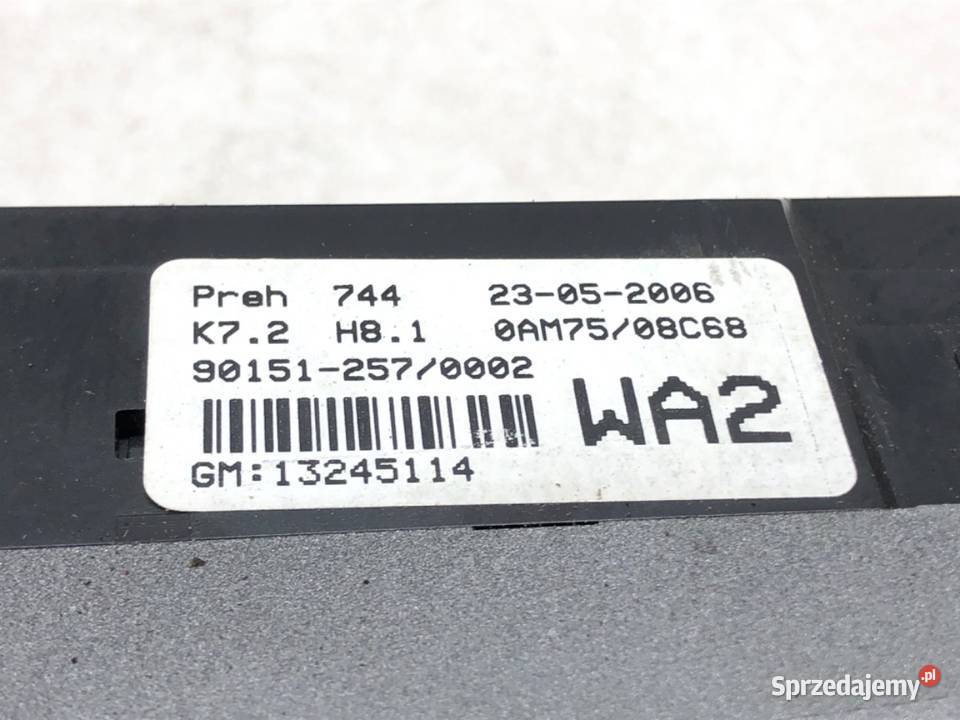 Preh 744 23-05-2006
K7.2 H8.1 0AM75/08C68
90151-257/0002
WA2
GM:13245114
Sprzedajemy.pl